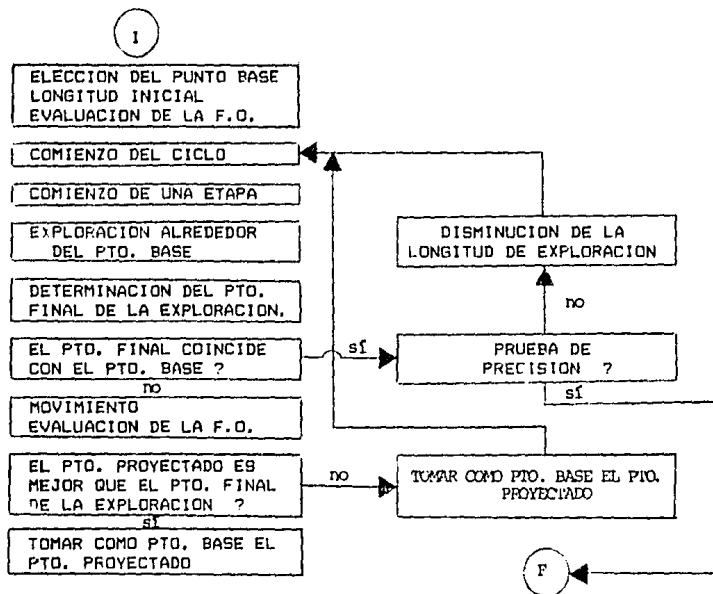 I
ELECCION DEL PUNTO BASE
LONGITUD INICIAL
EVALUACION DE LA F.O.
COMIENZO DEL CICLO
COMIENZO DE UNA ETAPA
EXPLORACION ALREDEDOR
DEL PTO. BASE
DISMINUCION DE LA
LONGITUD DE EXPLORACION
DETERMINACION DEL PTO.
FINAL DE LA EXPLORACION.
no
EL PTO. FINAL COINCIDE
CON EL PTO. BASE ?
sí
PRUEBA DE
PRECISION ?
no
sí
MOVIMIENTO
EVALUACION DE LA F.O.
EL PTO. PROYECTADO ES
MEJOR QUE EL PTO. FINAL
DE LA EXPLORACION ?
no
TOMAR COMO PTO. BASE EL PTO.
PROYECTADO
sí
TOMAR COMO PTO. BASE EL
PTO. PROYECTADO
F